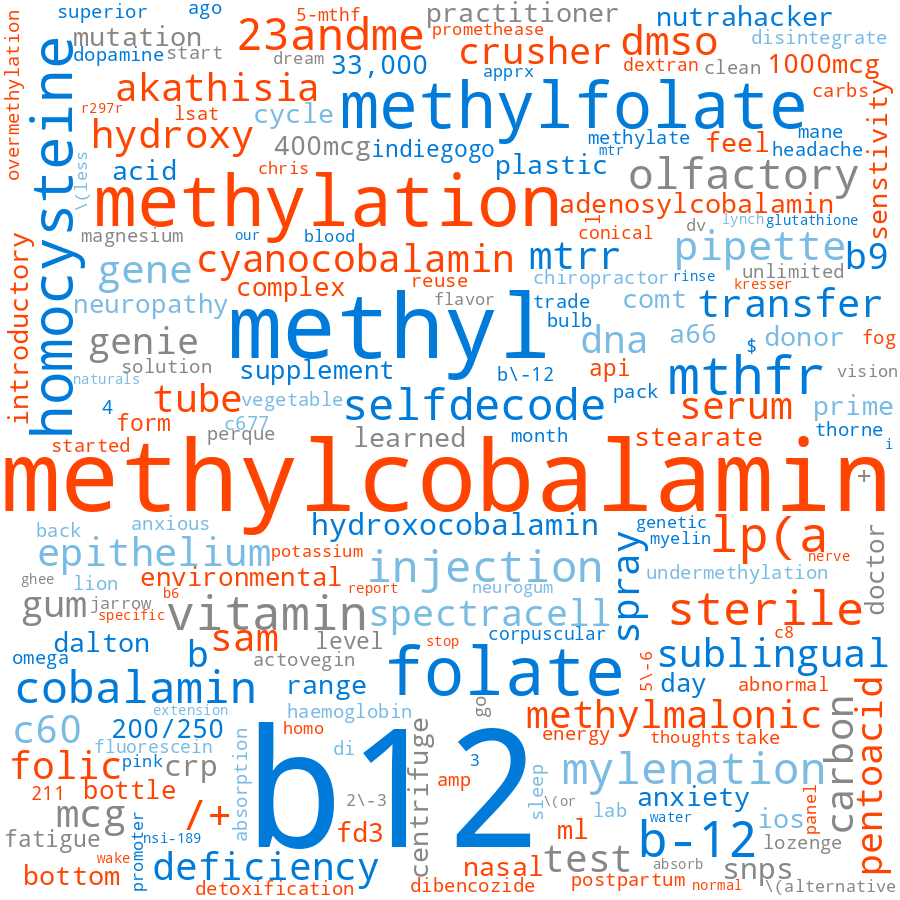 superior
ago
5-mthf
practitioner
nutrahacker
mutation
23andme
promethease
dmso
disintegrate
dopamine
start
dream
33,000
crusher
dextran
clean
1000mcg
overmethylation
akathisia
apprx
methylfolate
carbs
r297r
lsat
cycle
hydroxy
400mcg
indiegogo
methylate
feel
mane
headache
mtr
senstivity
homocysteine
\(less
acid
chris
plastic
olfactory
methylation
adenosylcobalamin
magnesium
our
blood
cl
conical
dv
lynch
glutathione
gene
cyanocobalamin
mtrr
pipette
b9
introductory
neuropathy
complex
reuse
flavor
chiropractor
rinse
unlimited
kresser
trade
comt
transfer
genie
methyl
bulb
dna
a66
donor
$
fog
solution
naturals
supplement
b\-12
api
pack
mthfr
vision
4
tube
vegetable
selfdecode
serum
prime
form
c677
perque
learned
month
stearate
thorne
i
started
methylcobalamin
+
back
anxious
hydroxocobalamin
genetic
myelin
lp(a
doctor
epithelium
potassium
injection
spray
nerve
ghee
lion
environmental
b6
report
neurogum
undermethylation
gum
jarrow
specific
vitamin
spectracell
sterile
dalton
sam
level
stop
corpuscular
c8
omega
b
actovegin
folate
5\-6
sublingual
cobalamin
range
go
day
abnormal
extension
haemoglobin
methylmalonic
carbon
pentoacid
c60
200/250
homo
centrifuge
energy
thoughts
take
fluorescein
b12
di
folic
pink
crp
absorption
3
sleep
mylenation
211
bottle
amp
2\-3
\(or
lab
anxiety
panel
mcg
/+
water
ios
fatigue
promoter
nsi-189
fd3
ml
b-12
lozenge
wake
deficiency
nasal
test
absorb
snps
bottom
detoxification
dibencozide
postpartum
normal
\(alternative